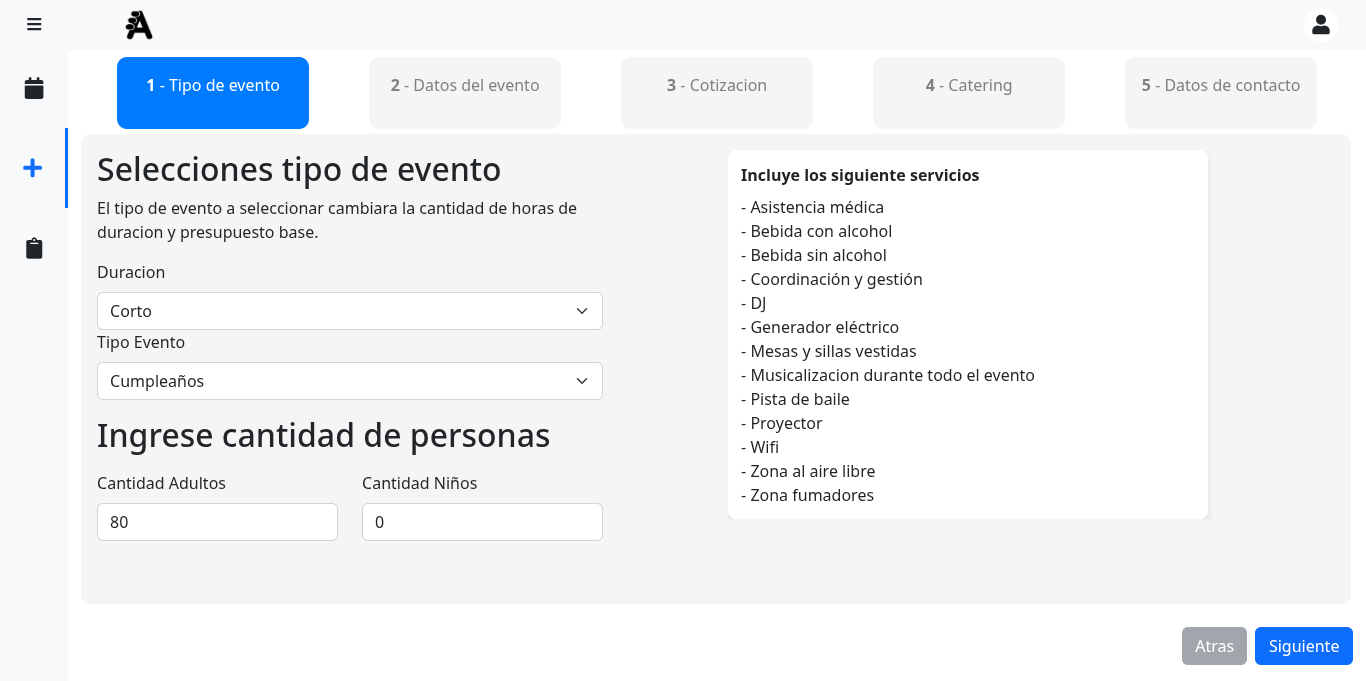 1 - Tipo de evento
2 - Datos del evento
3 - Cotizacion
4 - Catering
5 - Datos de contacto
Selecciones tipo de evento
El tipo de evento a seleccionar cambiara la cantidad de horas de
duracion y presupuesto base.
Duracion
Corto
Tipo Evento
Cumpleaños
Ingrese cantidad de personas
Cantidad Adultos
Cantidad Niños
80
0
Incluye los siguiente servicios
- Asistencia médica
- Bebida con alcohol
- Bebida sin alcohol
- Coordinación y gestión
- DJ
- Generador eléctrico
- Mesas y sillas vestidas
- Musicalizacion durante todo el evento
- Pista de baile
- Proyector
- Wifi
- Zona al aire libre
- Zona fumadores
Atras
Siguiente